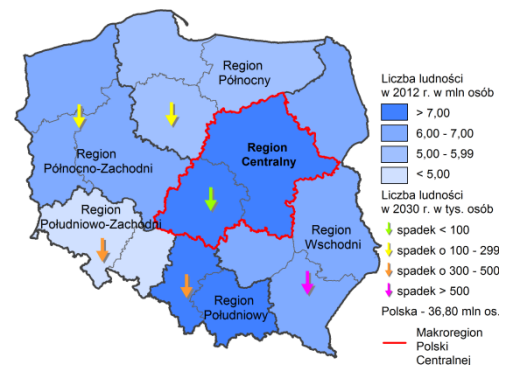 Region
Północny
Region
Centralny
Region
Północno-Zachodni
Region
Południowo-Zachodni
Region
Wschodni
Region
Południowy
Liczba ludności
w 2012 r. w mln osób
> 7,00
6,00 - 7,00
5,00 - 5,99
< 5,00
Liczba ludności
w 2030 r. w tys. osób
spadek < 100
spadek o 100 - 299
spadek o 300 - 500
spadek > 500
Polska - 36,80 mln os.
Makroregion
Polski
Centralnej